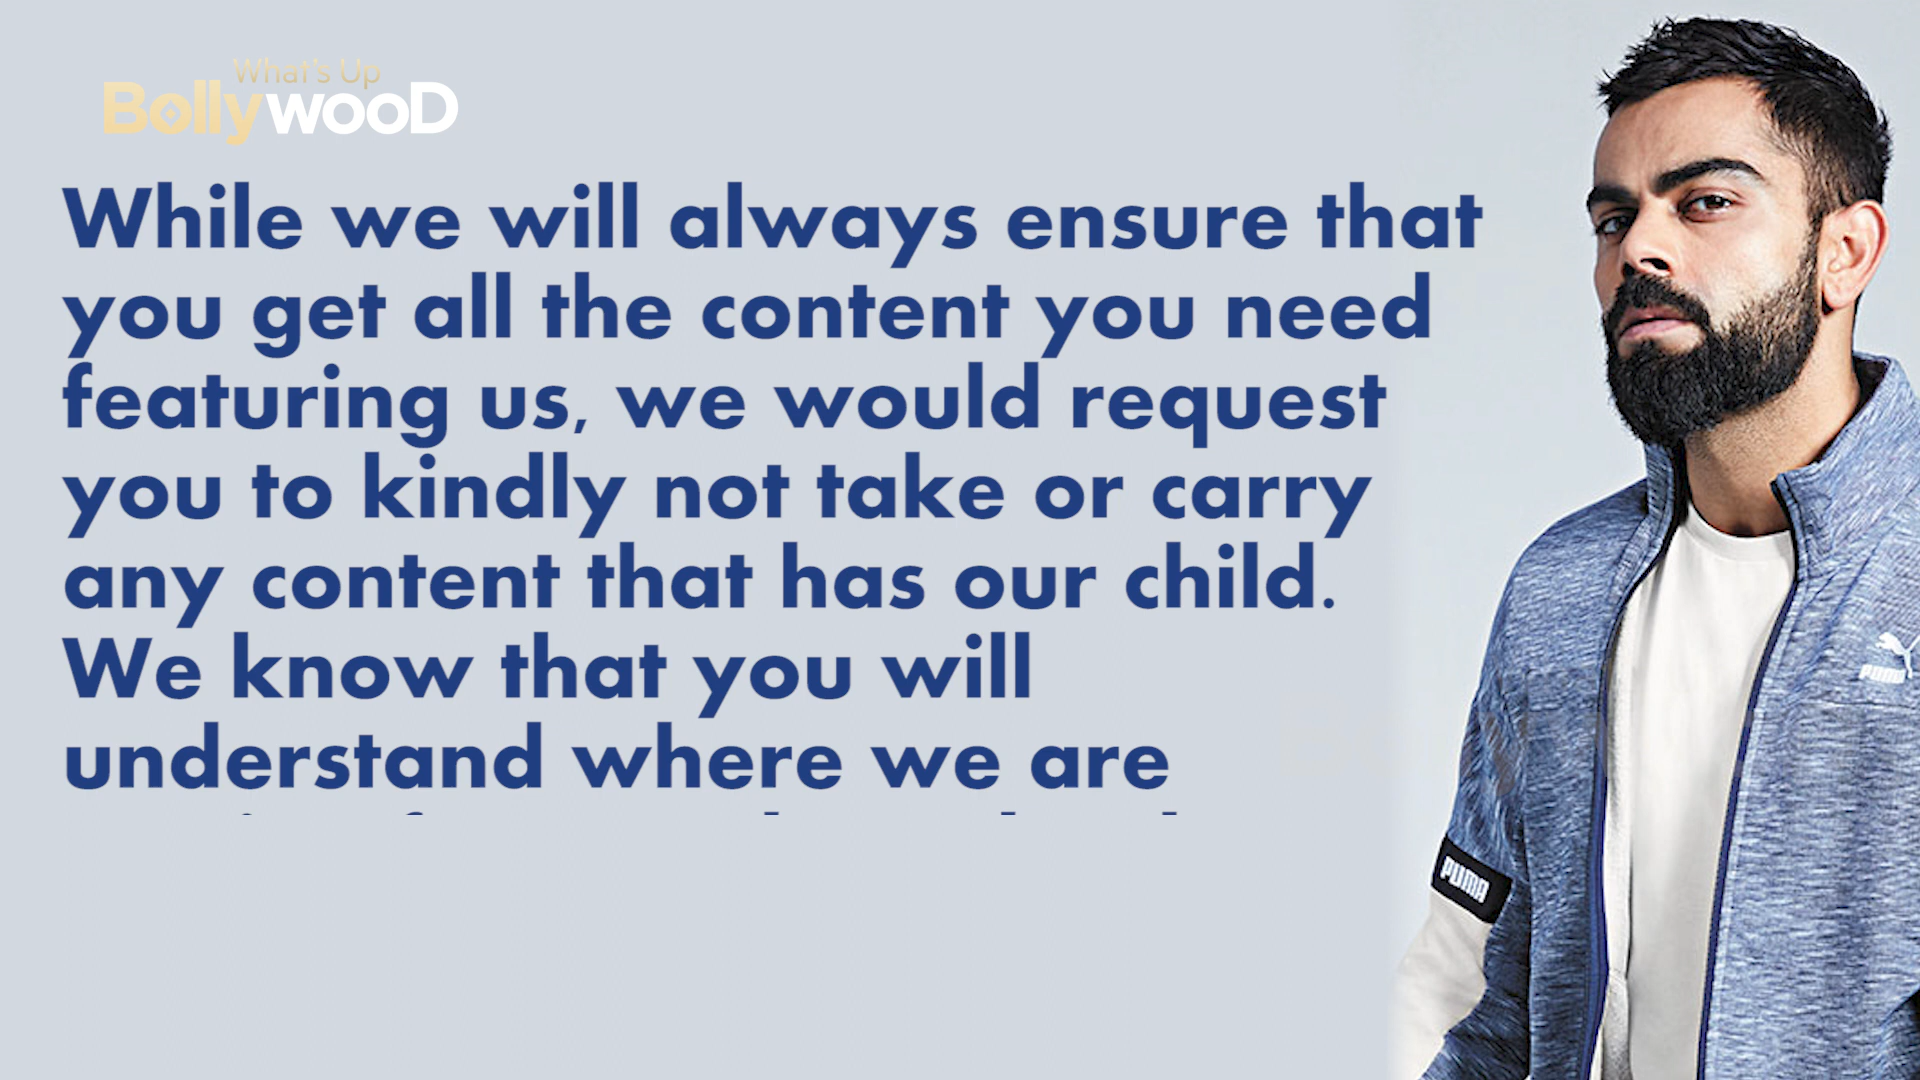 What's Up
BollywooD
While we will always ensure that
you get all the content you need
featuring us, we would request
you to kindly not take or carry
any content that has our child.
We know that you will
understand where we are
PUMA
PUMA